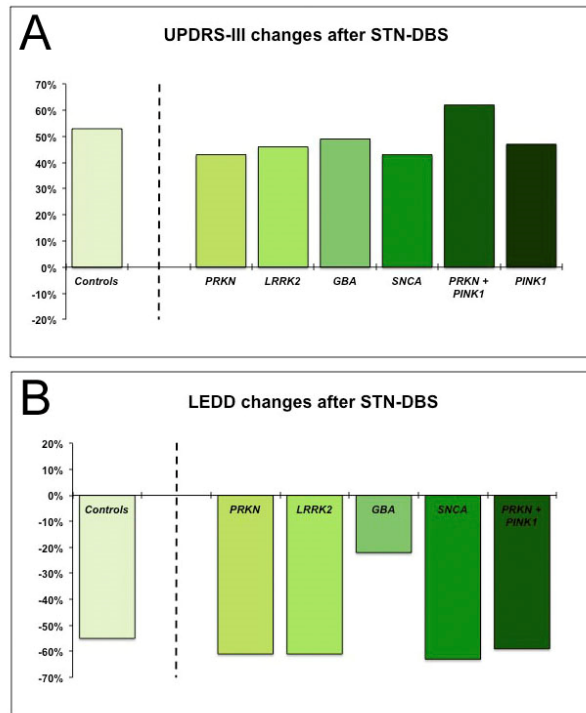 A
UPDRS-III changes after STN-DBS
70%
60%
50%
40%
30%
20%
10%
0%
-10%
-20%
Controls
PRKN
LRRK2
GBA
SNCA
PRKN +
PINK1
PINK1
B
LEDD changes after STN-DBS
20%
10%
0%
-10%
-20%
-30%
-40%
-50%
-60%
-70%
Controls
PRKN
LRRK2
GBA
SNCA
PRKN +
PINK1